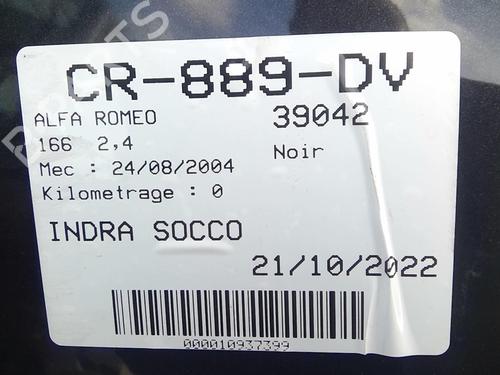 CR-889-DV
ALFA ROMEO 39042
166 2,4 Noir
Mec : 24/08/2004
Kilometrage : 0
INDRA SOCCO
21/10/2022
000010937399